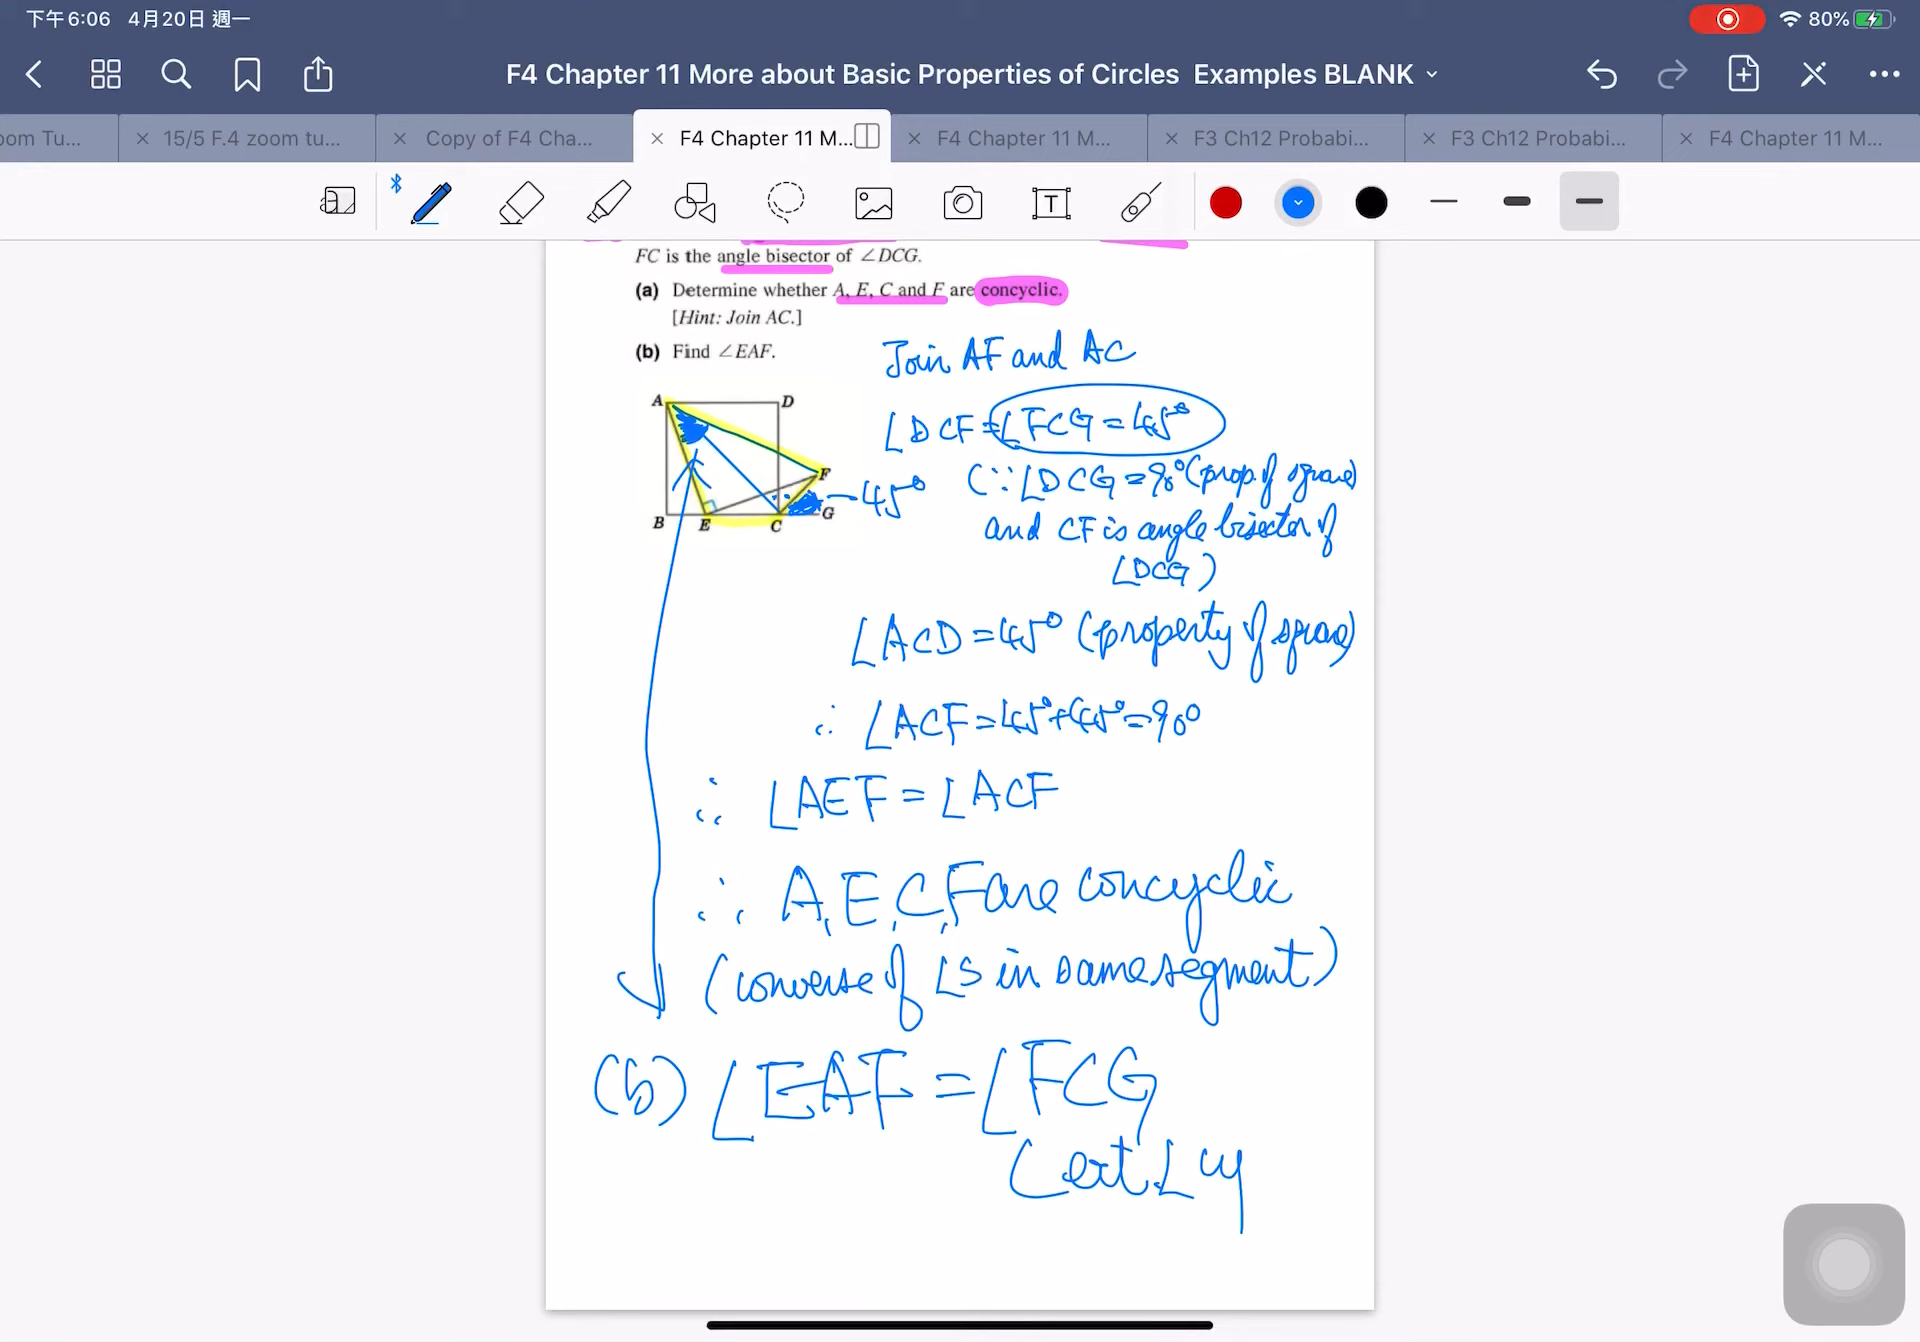 下午6:06 4月20日 週一
80%
F4 Chapter 11 More about Basic Properties of Circles Examples BLANK
oom Tu...
15/5 F.4 zoom tu...
Copy of F4 Cha...
F4 Chapter 11 M...
F4 Chapter 11 M...
F3 Ch12 Probabi...
F3 Ch12 Probabi...
F4 Chapter 11 M...
FC is the angle bisector of ∠DCG.
(a) Determine whether A, E, C and F are concyclic.
[Hint: Join AC.]
(b) Find ∠EAF.
Join AF and AC
A D
F
B E C G
45°
∠DCF=∠FCG=45°
(∵∠DCG=90°(prop. of square)
and CF is angle bisector of
∠DCG)
∠ACD=45° (property of square)
∴ ∠ACF=45°+45°=90°
∴ ∠AEF=∠ACF
∴ A, E, C, F are concyclic
(converse of ∠s in same segment)
(b) ∠EAF=∠FCG
(ext.∠ cy